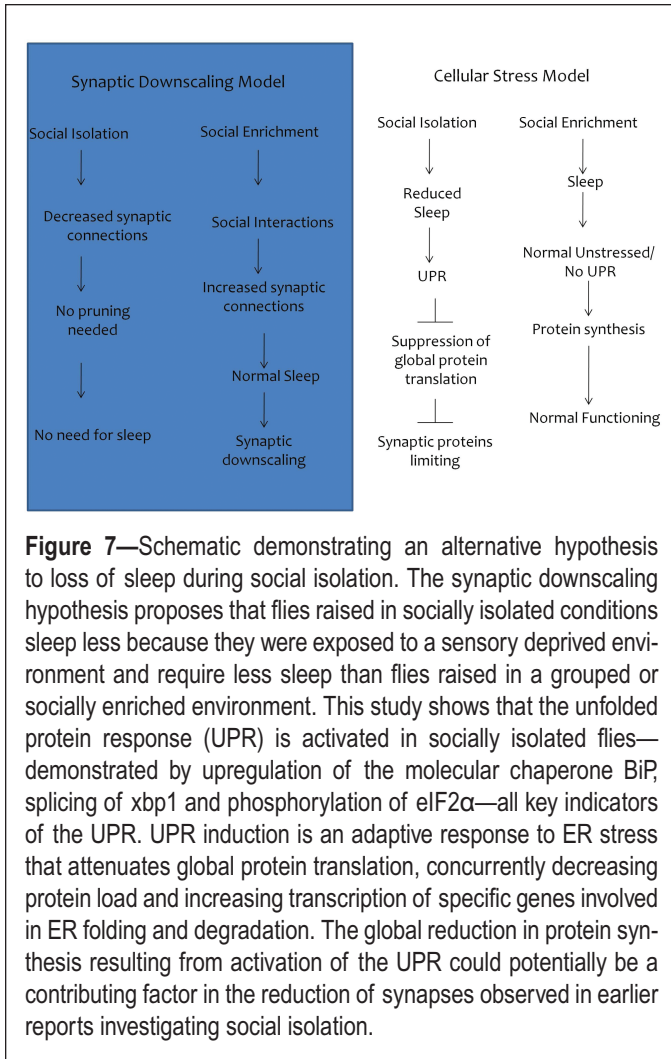 Synaptic Downscaling Model
Social Isolation
Decreased synaptic
connections
No pruning
needed
No need for sleep
Social Enrichment
Social Interactions
Increased synaptic
connections
Normal Sleep
Synaptic
downscaling
Cellular Stress Model
Social Isolation
Reduced
Sleep
UPR
Suppression of
global protein
translation
Synaptic proteins
limiting
Social Enrichment
Sleep
Normal Unstressed/
No UPR
Protein synthesis
Normal Functioning
Figure 7—Schematic demonstrating an alternative hypothesis
to loss of sleep during social isolation. The synaptic downscaling
hypothesis proposes that flies raised in socially isolated conditions
sleep less because they were exposed to a sensory deprived envi-
ronment and require less sleep than flies raised in a grouped or
socially enriched environment. This study shows that the unfolded
protein response (UPR) is activated in socially isolated flies—
demonstrated by upregulation of the molecular chaperone BiP,
splicing of xbp1 and phosphorylation of eIF2α—all key indicators
of the UPR. UPR induction is an adaptive response to ER stress
that attenuates global protein translation, concurrently decreasing
protein load and increasing transcription of specific genes involved
in ER folding and degradation. The global reduction in protein syn-
thesis resulting from activation of the UPR could potentially be a
contributing factor in the reduction of synapses observed in earlier
reports investigating social isolation.